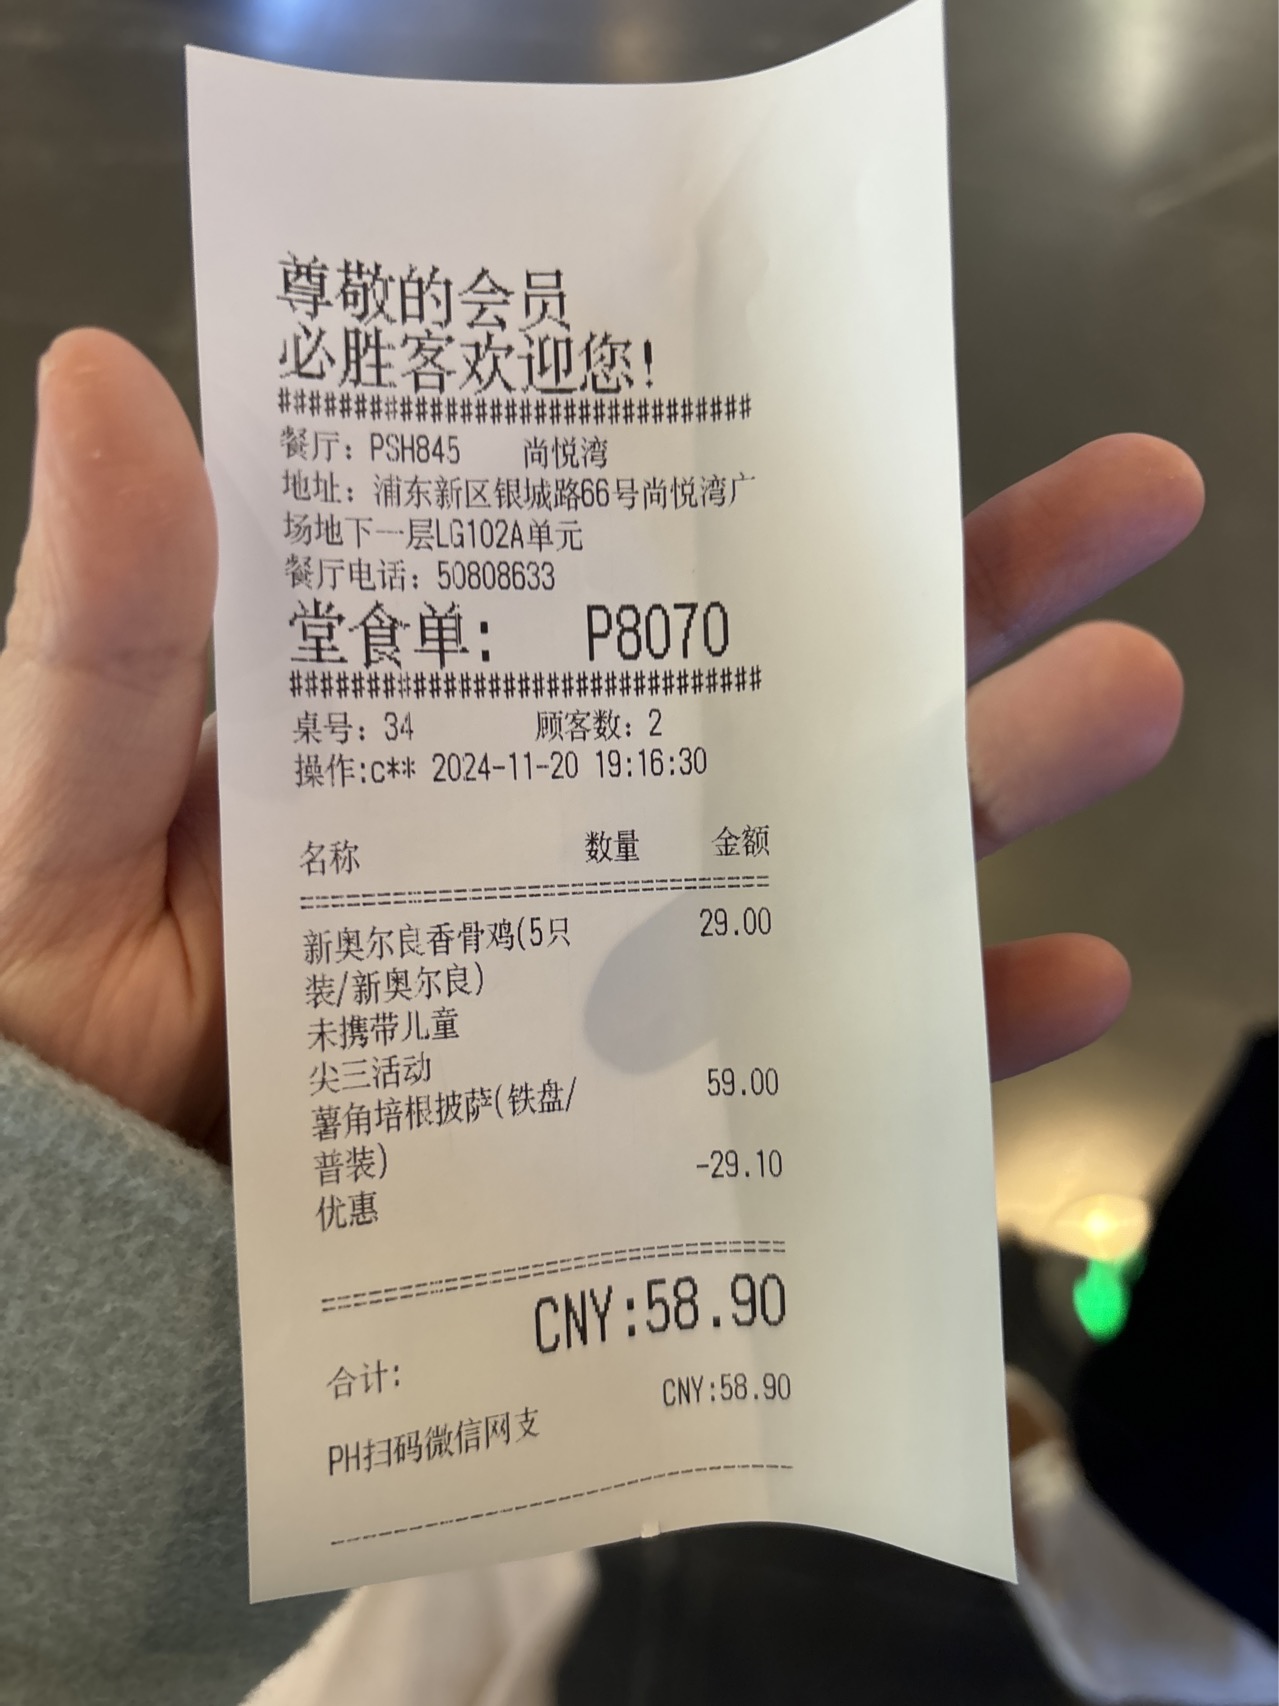 尊敬的会员
必胜客欢迎您!
###############################
餐厅: PSH845 尚悦湾
地址: 浦东新区银城路66号尚悦湾广
场地下一层LG102A单元
餐厅电话: 50808633
堂食单: P8070
###############################
桌号: 34 顾客数: 2
操作:c** 2024-11-20 19:16:30
名称 数量 金额
===============================
新奥尔良香骨鸡(5只 29.00
装/新奥尔良)
未携带儿童
尖三活动
薯角培根披萨(铁盘/ 59.00
普装)
优惠 -29.10
===============================
合计: CNY:58.90
PH扫码微信网支 CNY:58.90
-------------------------------